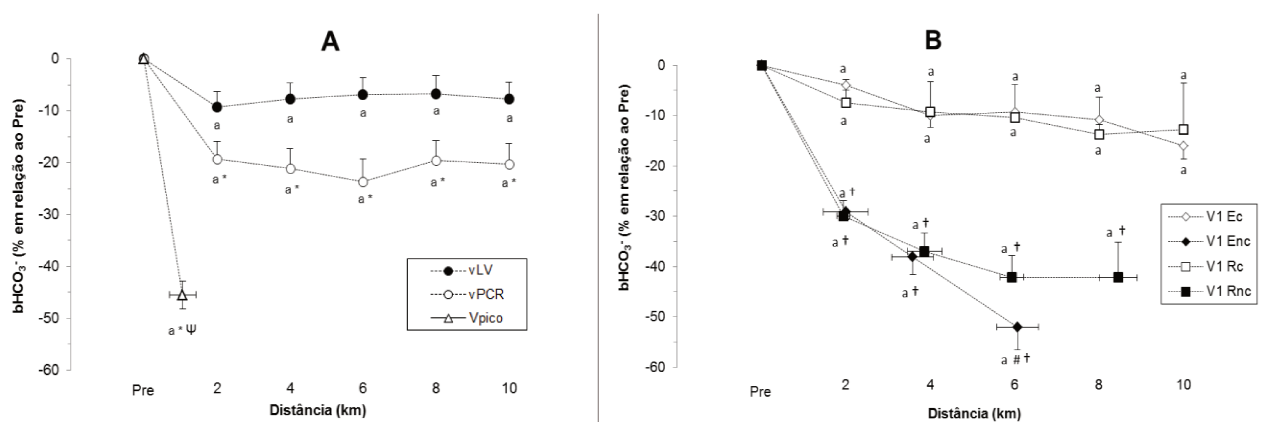 A
bHCO₃⁻ (% em relação ao Pre)
0
-10
-20
-30
-40
-50
-60
a a a a a
a * a * a * a * a *
a * Ψ
vLV
vPCR
Vpico
Pre 2 4 6 8 10
Distância (km)
B
bHCO₃⁻ (% em relação ao Pre)
0
-10
-20
-30
-40
-50
-60
a a a a a
a a a a a
a † a † a † a †
a † a † a # †
V1 Ec
V1 Enc
V1 Rc
V1 Rnc
Pre 2 4 6 8 10
Distância (km)